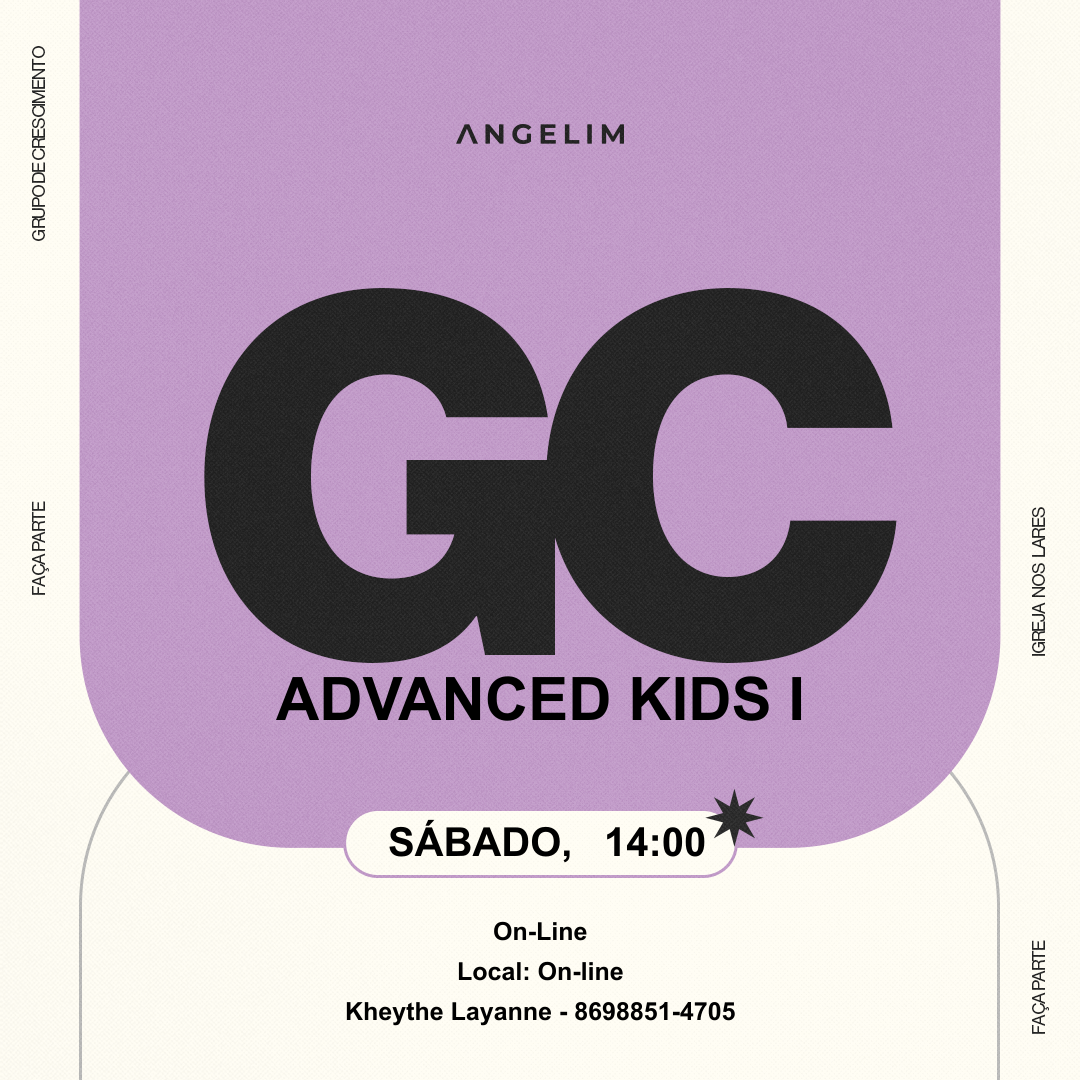 GRUPO DE CRESCIMENTO
FAÇA PARTE
ANGELIM
GC
ADVANCED KIDS I
SÁBADO, 14:00
On-Line
Local: On-line
Kheythe Layanne - 8698851-4705
IGREJA NOS LARES
FAÇA PARTE